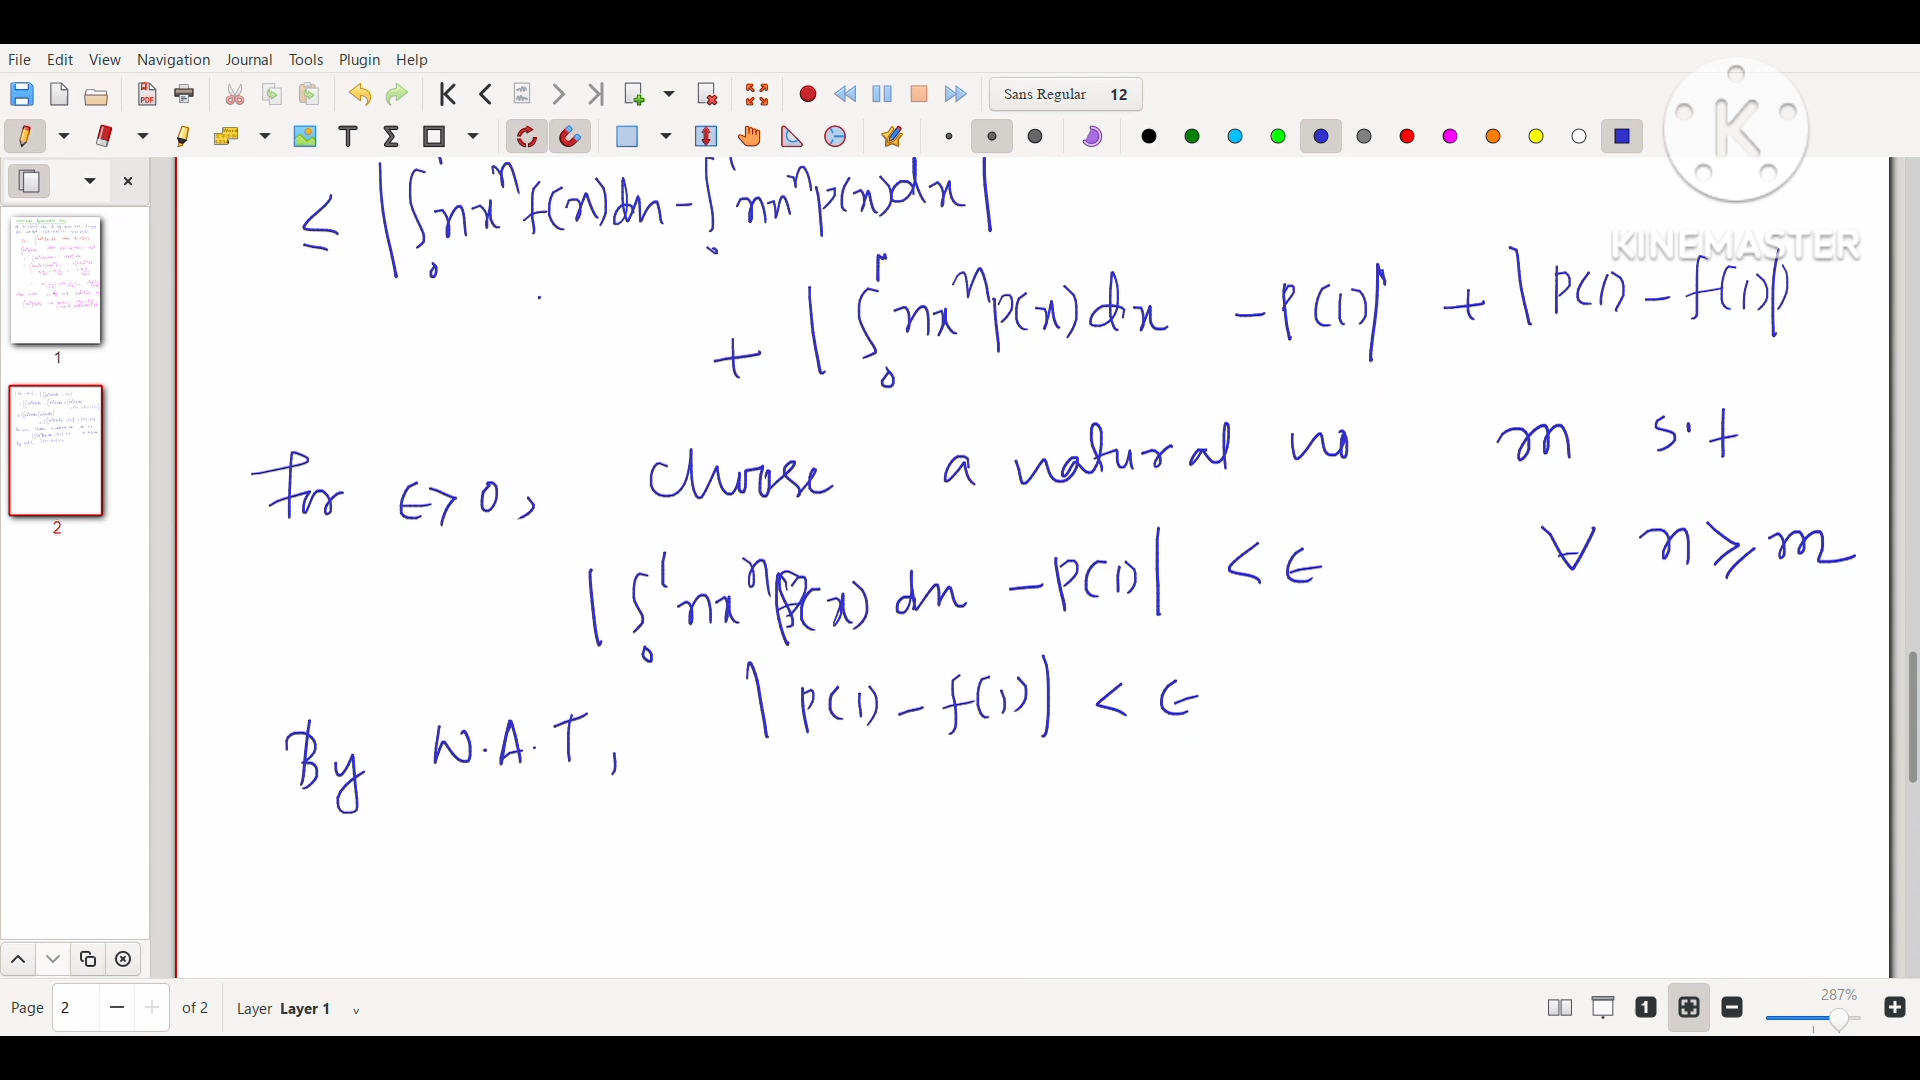 File Edit View Navigation Journal Tools Plugin Help
PDF Sans Regular 12
T Σ
≤ | ∫₀¹ nxⁿ f(x)dx - ∫₀¹ nxⁿ p(x)dx |
+ | ∫₀¹ nxⁿ p(x) dx - P(1) | + | P(1) - f(1) |
For ϵ > 0, choose a natural no m s.t
| ∫₀¹ nxⁿ p(x) dx - P(1) | < ϵ ∀ n ≥ m
By W.A.T, | P(1) - f(1) | < ϵ
K
KINEMASTER
1
2
Page 2 of 2 Layer Layer 1
1 287%